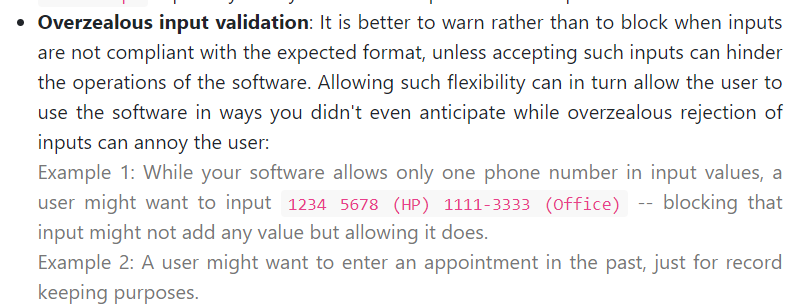 Overzealous input validation: It is better to warn rather than to block when inputs
are not compliant with the expected format, unless accepting such inputs can hinder
the operations of the software. Allowing such flexibility can in turn allow the user to
use the software in ways you didn't even anticipate while overzealous rejection of
inputs can annoy the user:
Example 1: While your software allows only one phone number in input values, a
user might want to input 1234 5678 (HP) 1111-3333 (Office) -- blocking that
input might not add any value but allowing it does.
Example 2: A user might want to enter an appointment in the past, just for record
keeping purposes.